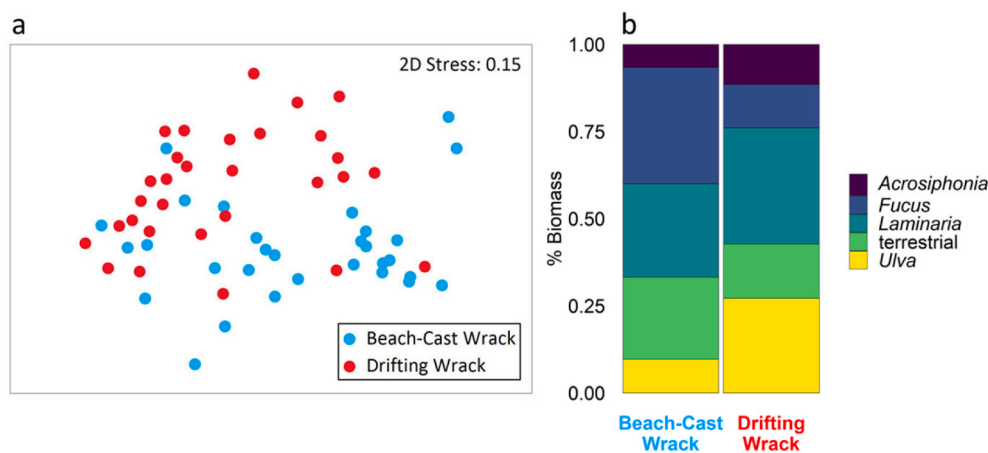 a
2D Stress: 0.15
Beach-Cast Wrack
Drifting Wrack
b
% Biomass
1.00
0.75
0.50
0.25
0.00
Beach-Cast
Wrack
Drifting
Wrack
Acrosiphonia
Fucus
Laminaria
terrestrial
Ulva